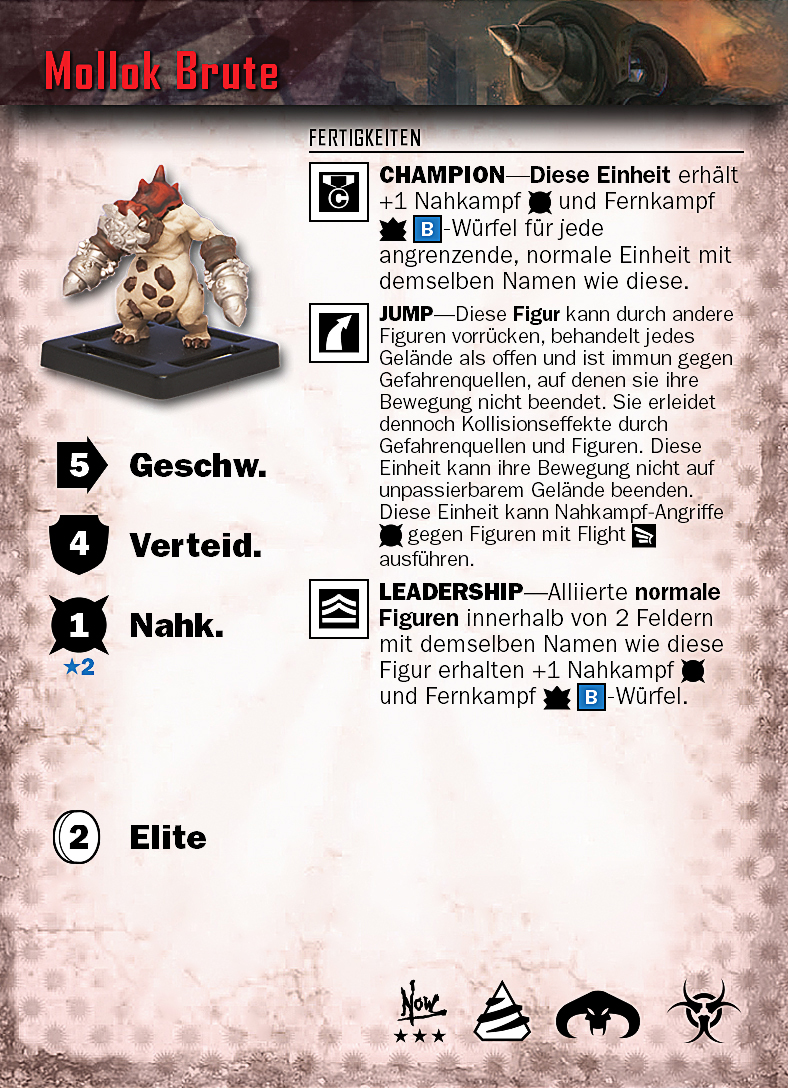 Mollok Brute
FERTIGKEITEN
CHAMPION—Diese Einheit erhält
+1 Nahkampf und Fernkampf
B-Würfel für jede
angrenzende, normale Einheit mit
demselben Namen wie diese.
JUMP—Diese Figur kann durch andere
Figuren vorrücken, behandelt jedes
Gelände als offen und ist immun gegen
Gefahrenquellen, auf denen sie ihre
Bewegung nicht beendet. Sie erleidet
dennoch Kollisionseffekte durch
Gefahrenquellen und Figuren. Diese
Einheit kann ihre Bewegung nicht auf
unpassierbarem Gelände beenden.
Diese Einheit kann Nahkampf-Angriffe
gegen Figuren mit Flight
ausführen.
LEADERSHIP—Alliierte normale
Figuren innerhalb von 2 Feldern
mit demselben Namen wie diese
Figur erhalten +1 Nahkampf
und Fernkampf B-Würfel.
5 Geschw.
4 Verteid.
1 Nahk.
★2
2 Elite
C
Now
★★★